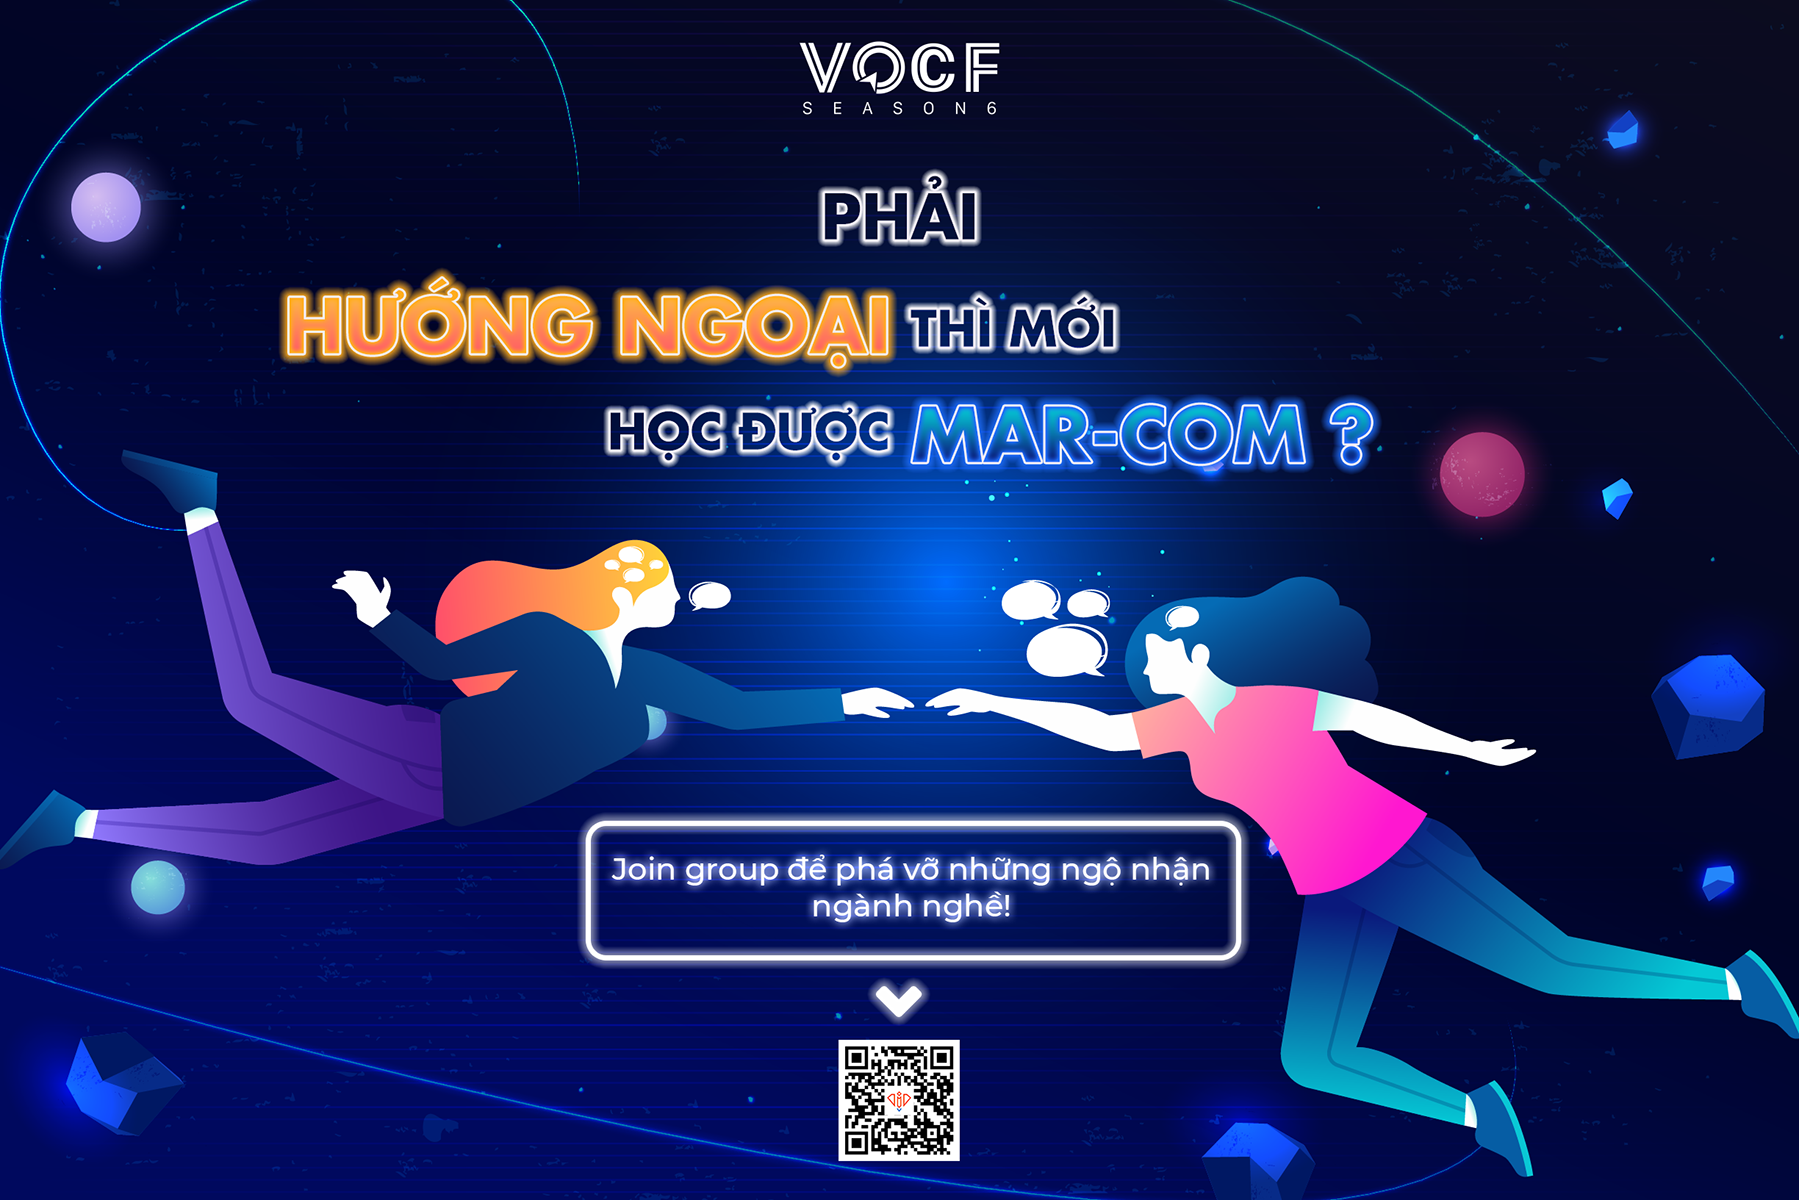 VOCF
SEASON 6
PHẢI
HƯỚNG NGOẠI THÌ MỚI
HỌC ĐƯỢC MAR-COM ?
Join group để phá vỡ những ngộ nhận
ngành nghề!